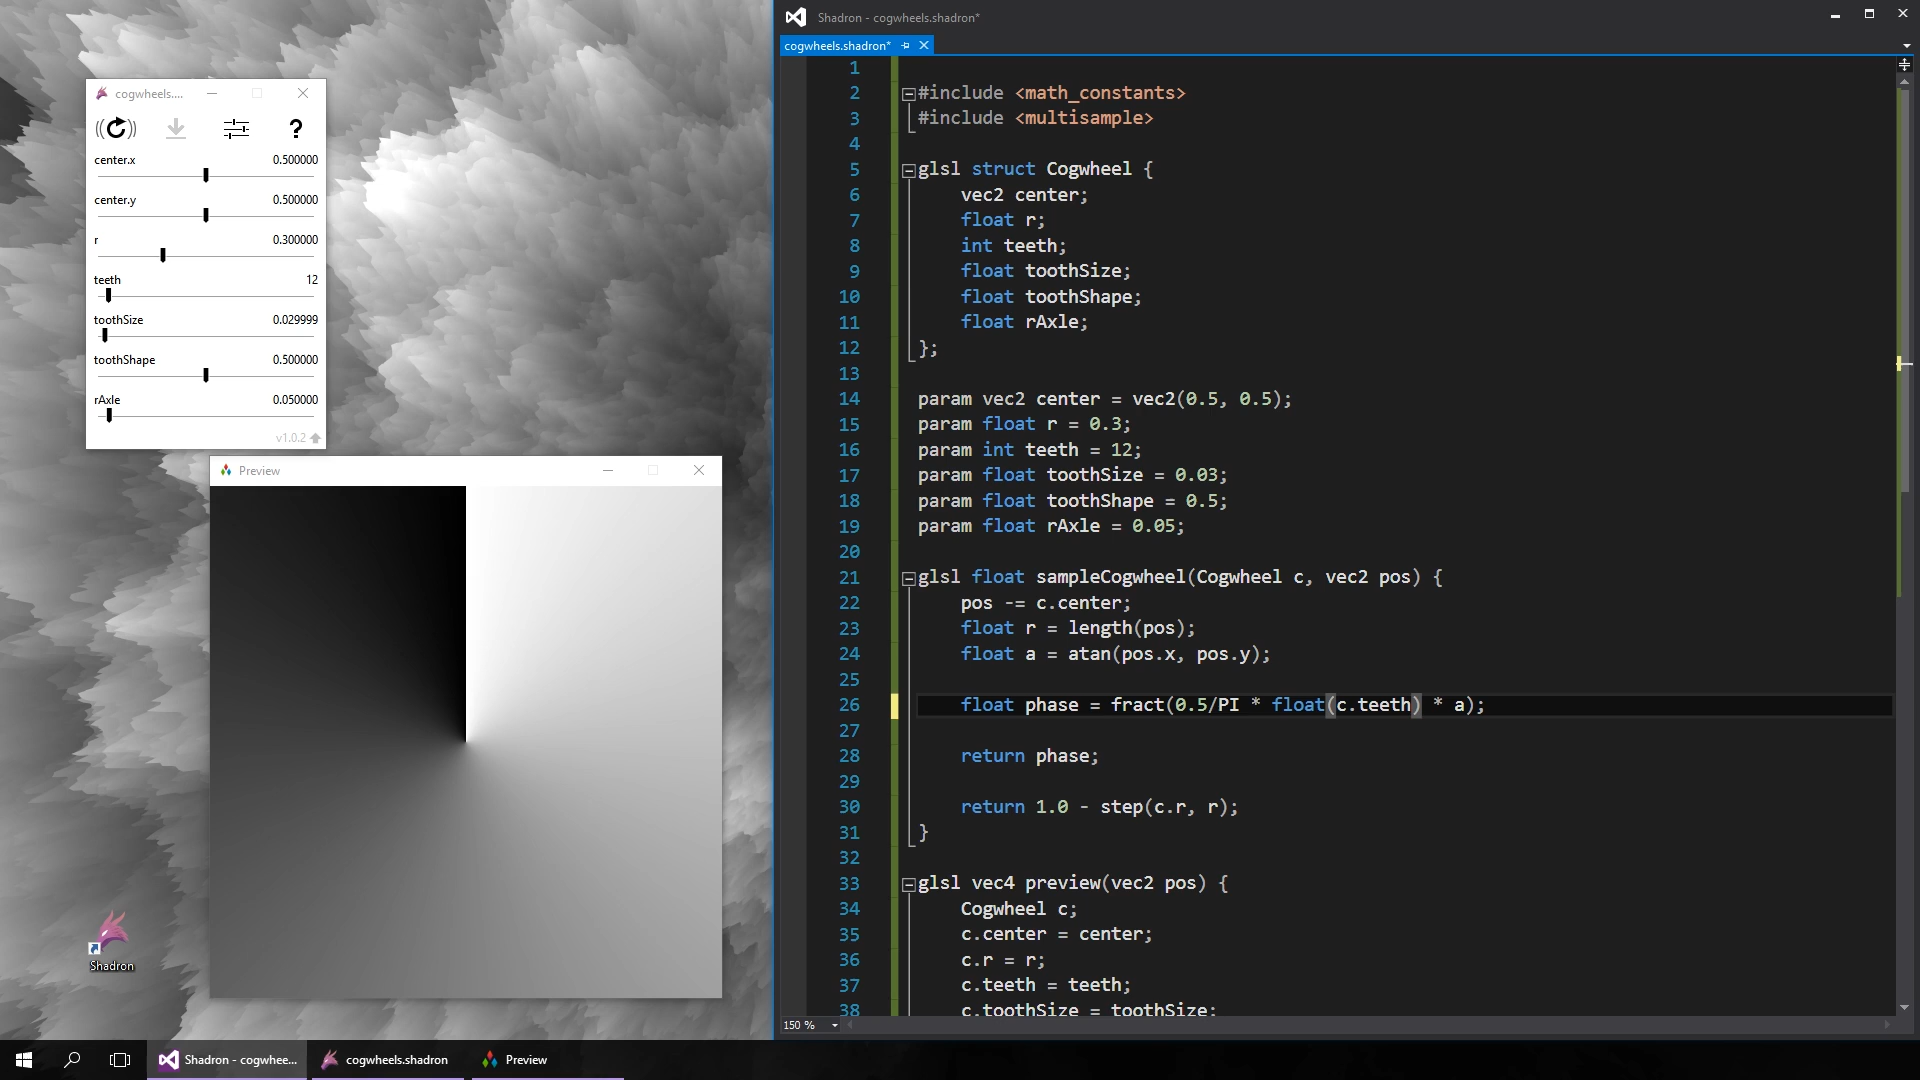 cogwheels....
center.x 0.500000
center.y 0.500000
r 0.300000
teeth 12
toothSize 0.029999
toothShape 0.500000
rAxle 0.050000
v1.0.2
Preview
Shadron
Shadron - cogwheels.shadron*
cogwheels.shadron*
1
2 #include <math_constants>
3 #include <multisample>
4
5 glsl struct Cogwheel {
6 vec2 center;
7 float r;
8 int teeth;
9 float toothSize;
10 float toothShape;
11 float rAxle;
12 };
13
14 param vec2 center = vec2(0.5, 0.5);
15 param float r = 0.3;
16 param int teeth = 12;
17 param float toothSize = 0.03;
18 param float toothShape = 0.5;
19 param float rAxle = 0.05;
20
21 glsl float sampleCogwheel(Cogwheel c, vec2 pos) {
22 pos -= c.center;
23 float r = length(pos);
24 float a = atan(pos.x, pos.y);
25
26 float phase = fract(0.5/PI * float(c.teeth) * a);
27
28 return phase;
29
30 return 1.0 - step(c.r, r);
31 }
32
33 glsl vec4 preview(vec2 pos) {
34 Cogwheel c;
35 c.center = center;
36 c.r = r;
37 c.teeth = teeth;
38 c.toothSize = toothSize;
150 %
Shadron - cogwhee...
cogwheels.shadron
Preview